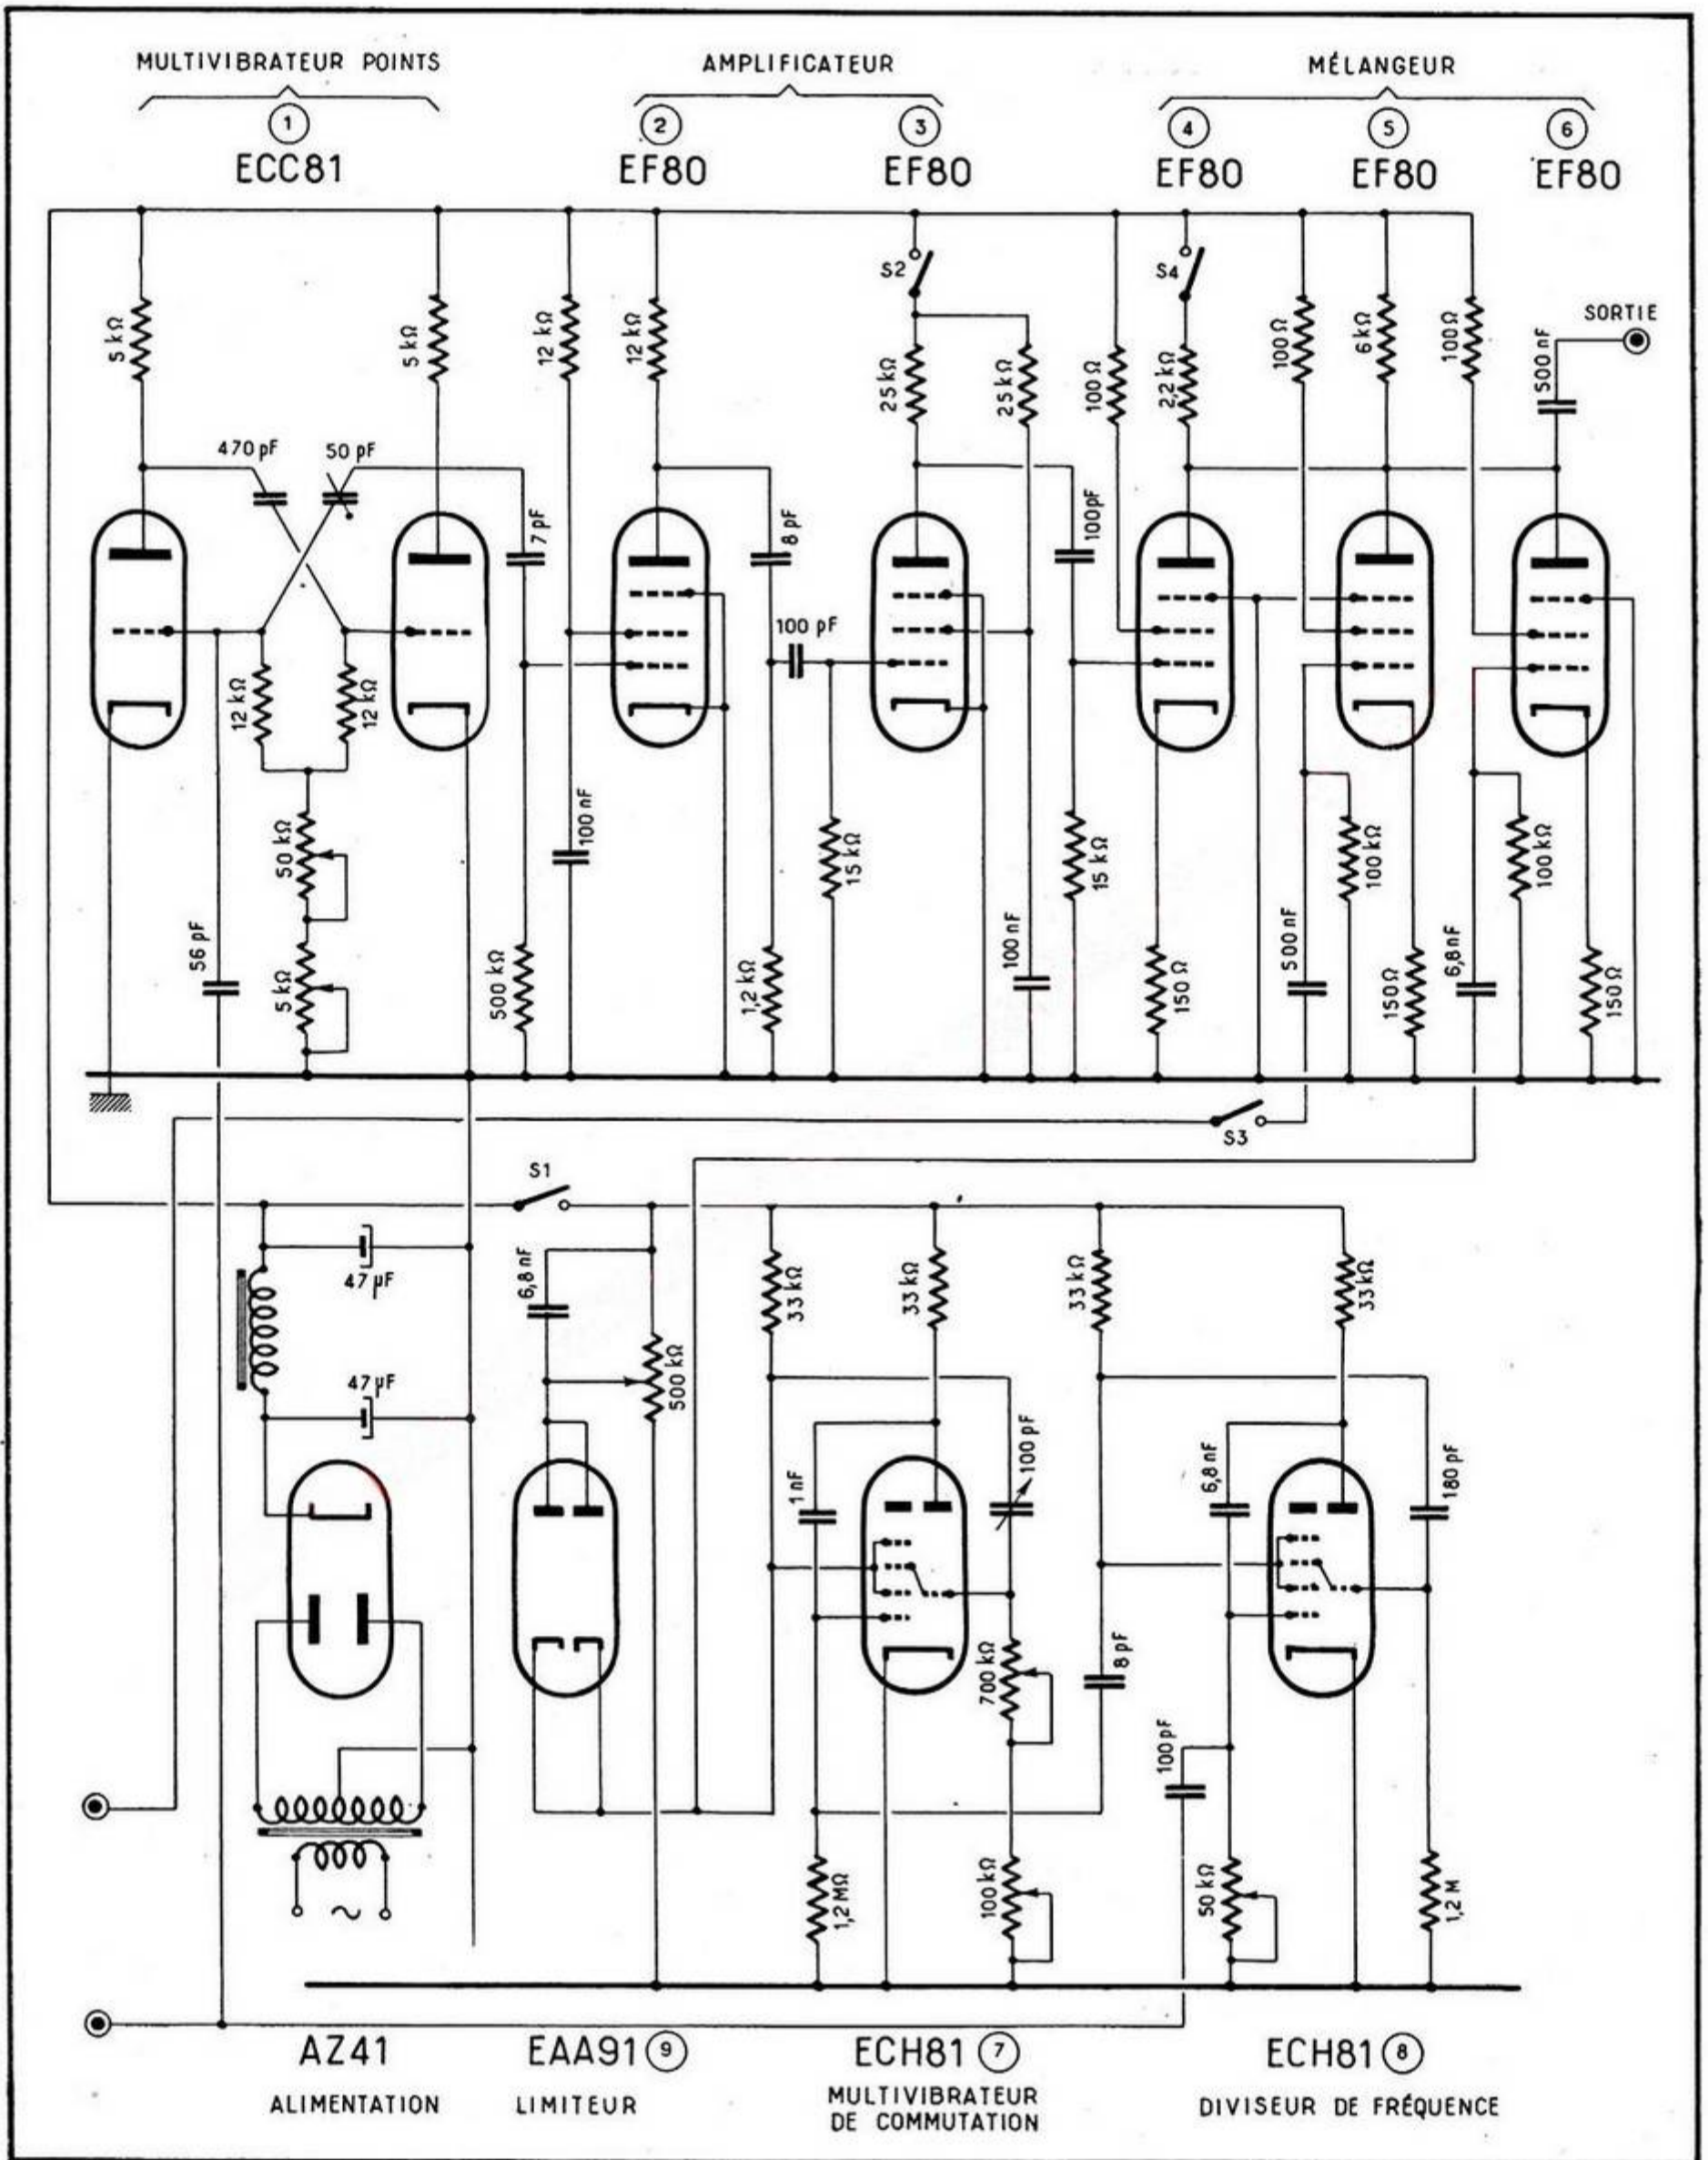 MULTIVIBRATEUR POINTS
AMPLIFICATEUR
MÉLANGEUR
1
2
3
4
5
6
ECC81
EF80
EF80
EF80
EF80
EF80
S2
S4
SORTIE
5 kΩ
5 kΩ
12 kΩ
12 kΩ
25 kΩ
25 kΩ
100 Ω
2,2 kΩ
100 Ω
6 kΩ
100 Ω
500 nF
470 pF
50 pF
7 pF
8 pF
100 pF
100 pF
12 kΩ
12 kΩ
50 kΩ
100 nF
15 kΩ
15 kΩ
100 kΩ
100 kΩ
56 pF
5 kΩ
500 kΩ
1,2 kΩ
100 nF
150 Ω
500 nF
150 Ω
6,8 nF
150 Ω
S3
S1
47 µF
6,8 nF
33 kΩ
33 kΩ
33 kΩ
33 kΩ
47 µF
500 kΩ
1 nF
100 pF
6,8 nF
180 pF
700 kΩ
8 pF
100 pF
1,2 MΩ
100 kΩ
50 kΩ
1,2 M
~
AZ41
EAA91 9
ECH81 7
ECH81 8
ALIMENTATION
LIMITEUR
MULTIVIBRATEUR
DE COMMUTATION
DIVISEUR DE FRÉQUENCE